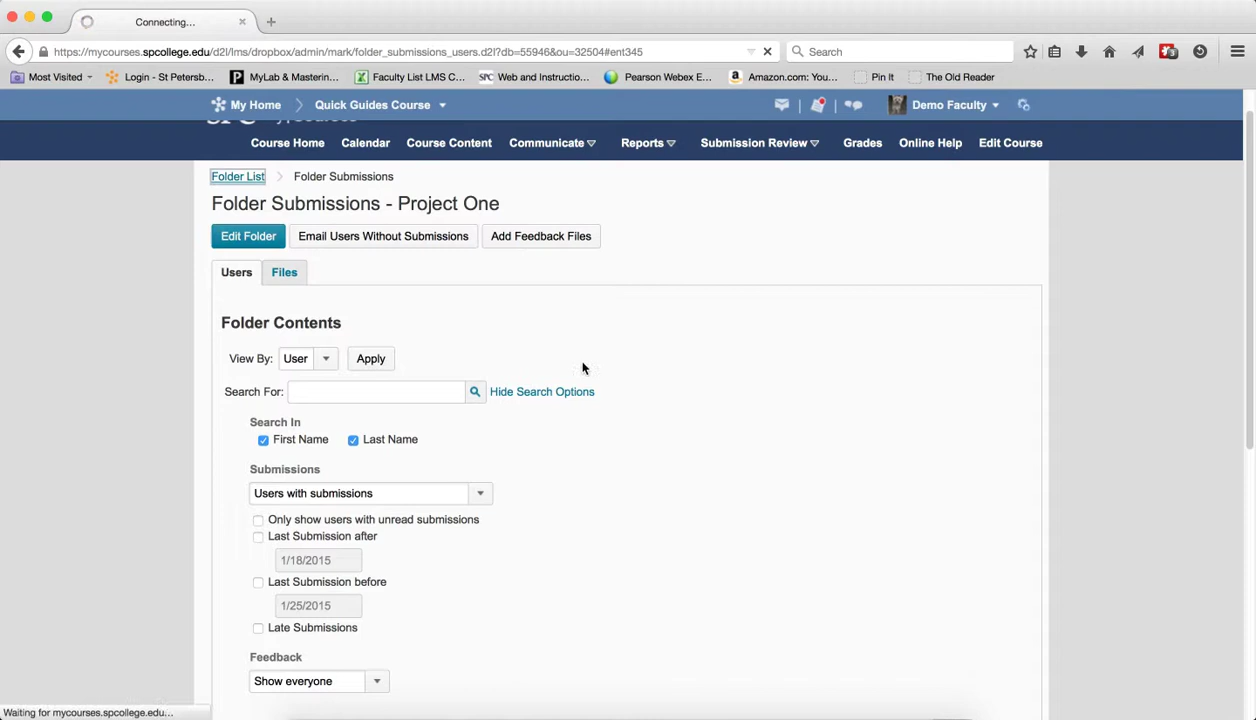 Connecting...
https://mycourses.spcollege.edu/d2l/lms/dropbox/admin/mark/folder_submissions_users.d2l?db=55946&ou=32504#ent345
Search
3
Most Visited
Login - St Petersb...
P MyLab & Mastering...
Faculty List LMS C...
SPC Web and Instructio...
Pearson Webex E...
a Amazon.com: You...
Pin It
The Old Reader
My Home
Quick Guides Course
Demo Faculty
Course Home
Calendar
Course Content
Communicate
Reports
Submission Review
Grades
Online Help
Edit Course
Folder List
Folder Submissions
Folder Submissions - Project One
Edit Folder
Email Users Without Submissions
Add Feedback Files
Users
Files
Folder Contents
View By:
User
Apply
Search For:
Hide Search Options
Search In
First Name
Last Name
Submissions
Users with submissions
Only show users with unread submissions
Last Submission after
1/18/2015
Last Submission before
1/25/2015
Late Submissions
Feedback
Show everyone
Waiting for mycourses.spcollege.edu...